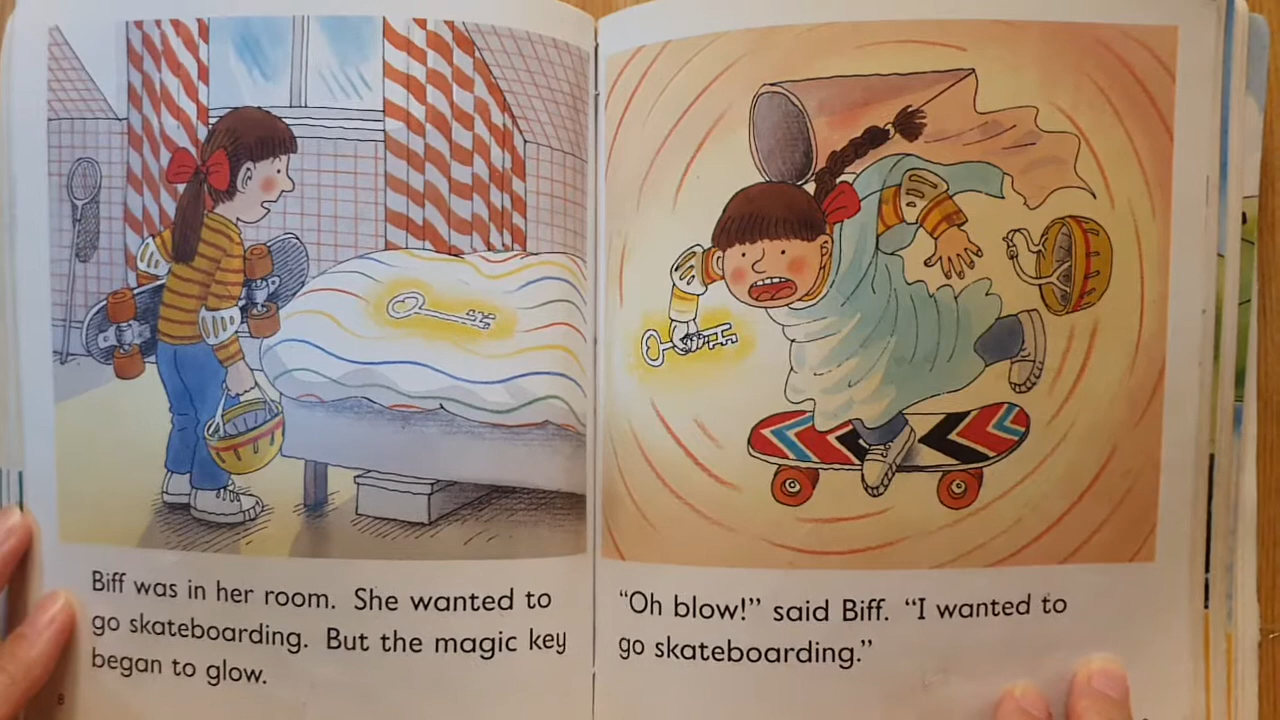 Biff was in her room. She wanted to
go skateboarding. But the magic key
began to glow.
8
“Oh blow!” said Biff. “I wanted to
go skateboarding.”